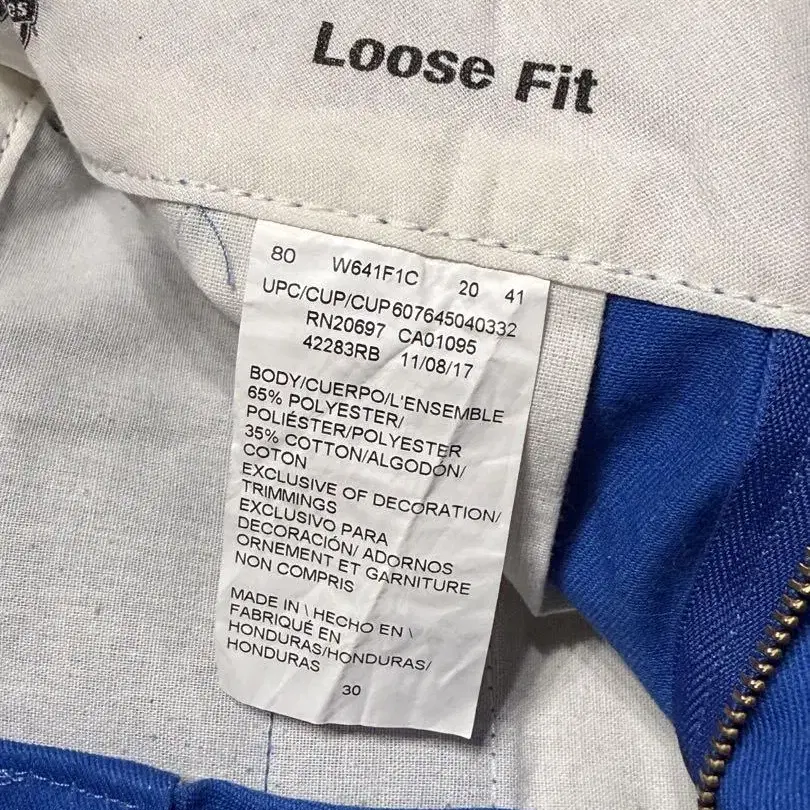 es
Loose Fit
80 W641F1C 20 41
UPC/CUP/CUP 607645040332
RN20697 CA01095
42283RB 11/08/17
BODY/CUERPO/L'ENSEMBLE
65% POLYESTER/
POLIÉSTER/POLYESTER
35% COTTON/ALGODÓN/
COTON
EXCLUSIVE OF DECORATION/
TRIMMINGS
EXCLUSIVO PARA
DECORACIÓN/ ADORNOS
ORNEMENT ET GARNITURE
NON COMPRIS
MADE IN \ HECHO EN \
FABRIQUÉ EN
HONDURAS/HONDURAS/
HONDURAS
30